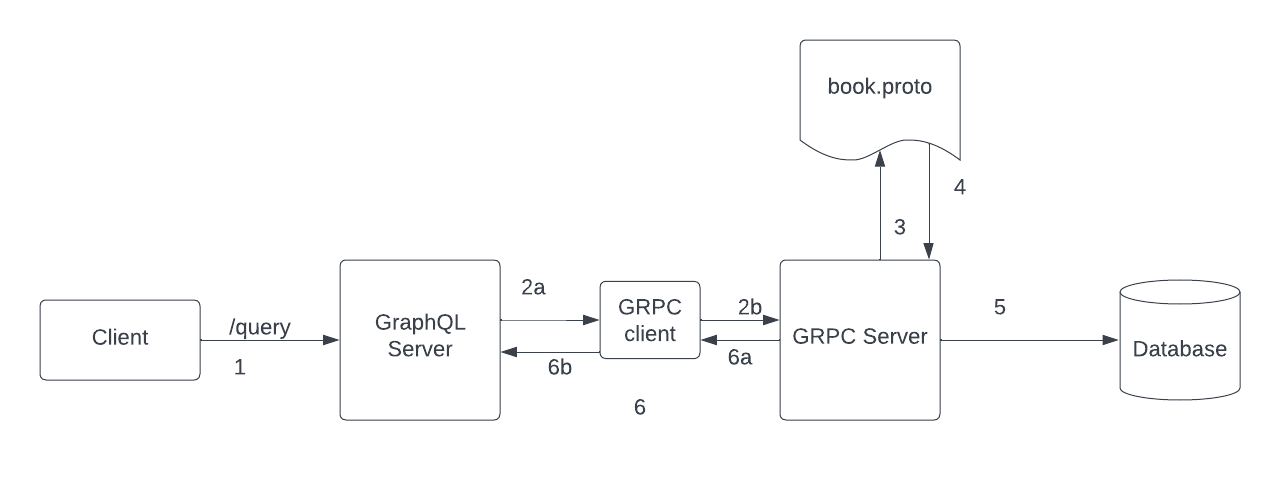 book.proto
4
3
2a
GRPC
client
2b
5
Client
/query
1
GraphQL
Server
6b
6a
GRPC Server
Database
6